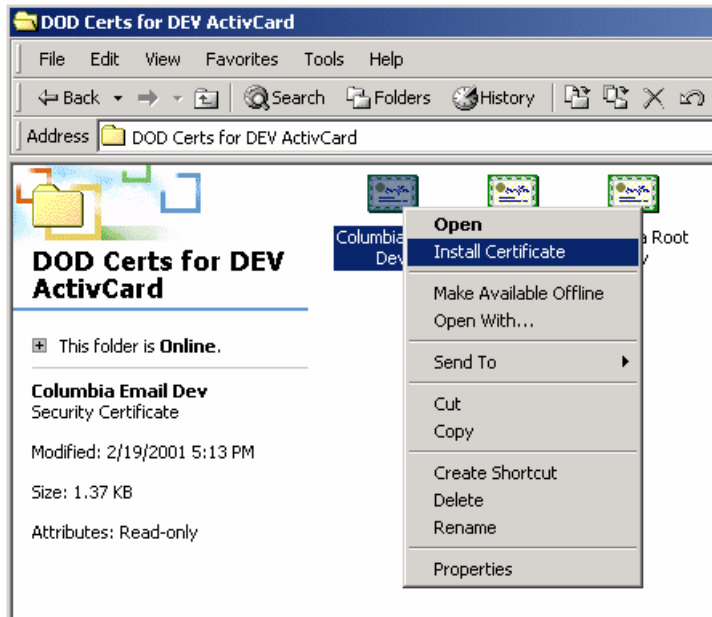 DOD Certs for DEV ActivCard
File Edit View Favorites Tools Help
Back Search Folders History
Address DOD Certs for DEV ActivCard
Columbia
Dev
a Root
DOD Certs for DEV
ActivCard
This folder is Online.
Columbia Email Dev
Security Certificate
Modified: 2/19/2001 5:13 PM
Size: 1.37 KB
Attributes: Read-only
Open
Install Certificate
Make Available Offline
Open With...
Send To
Cut
Copy
Create Shortcut
Delete
Rename
Properties